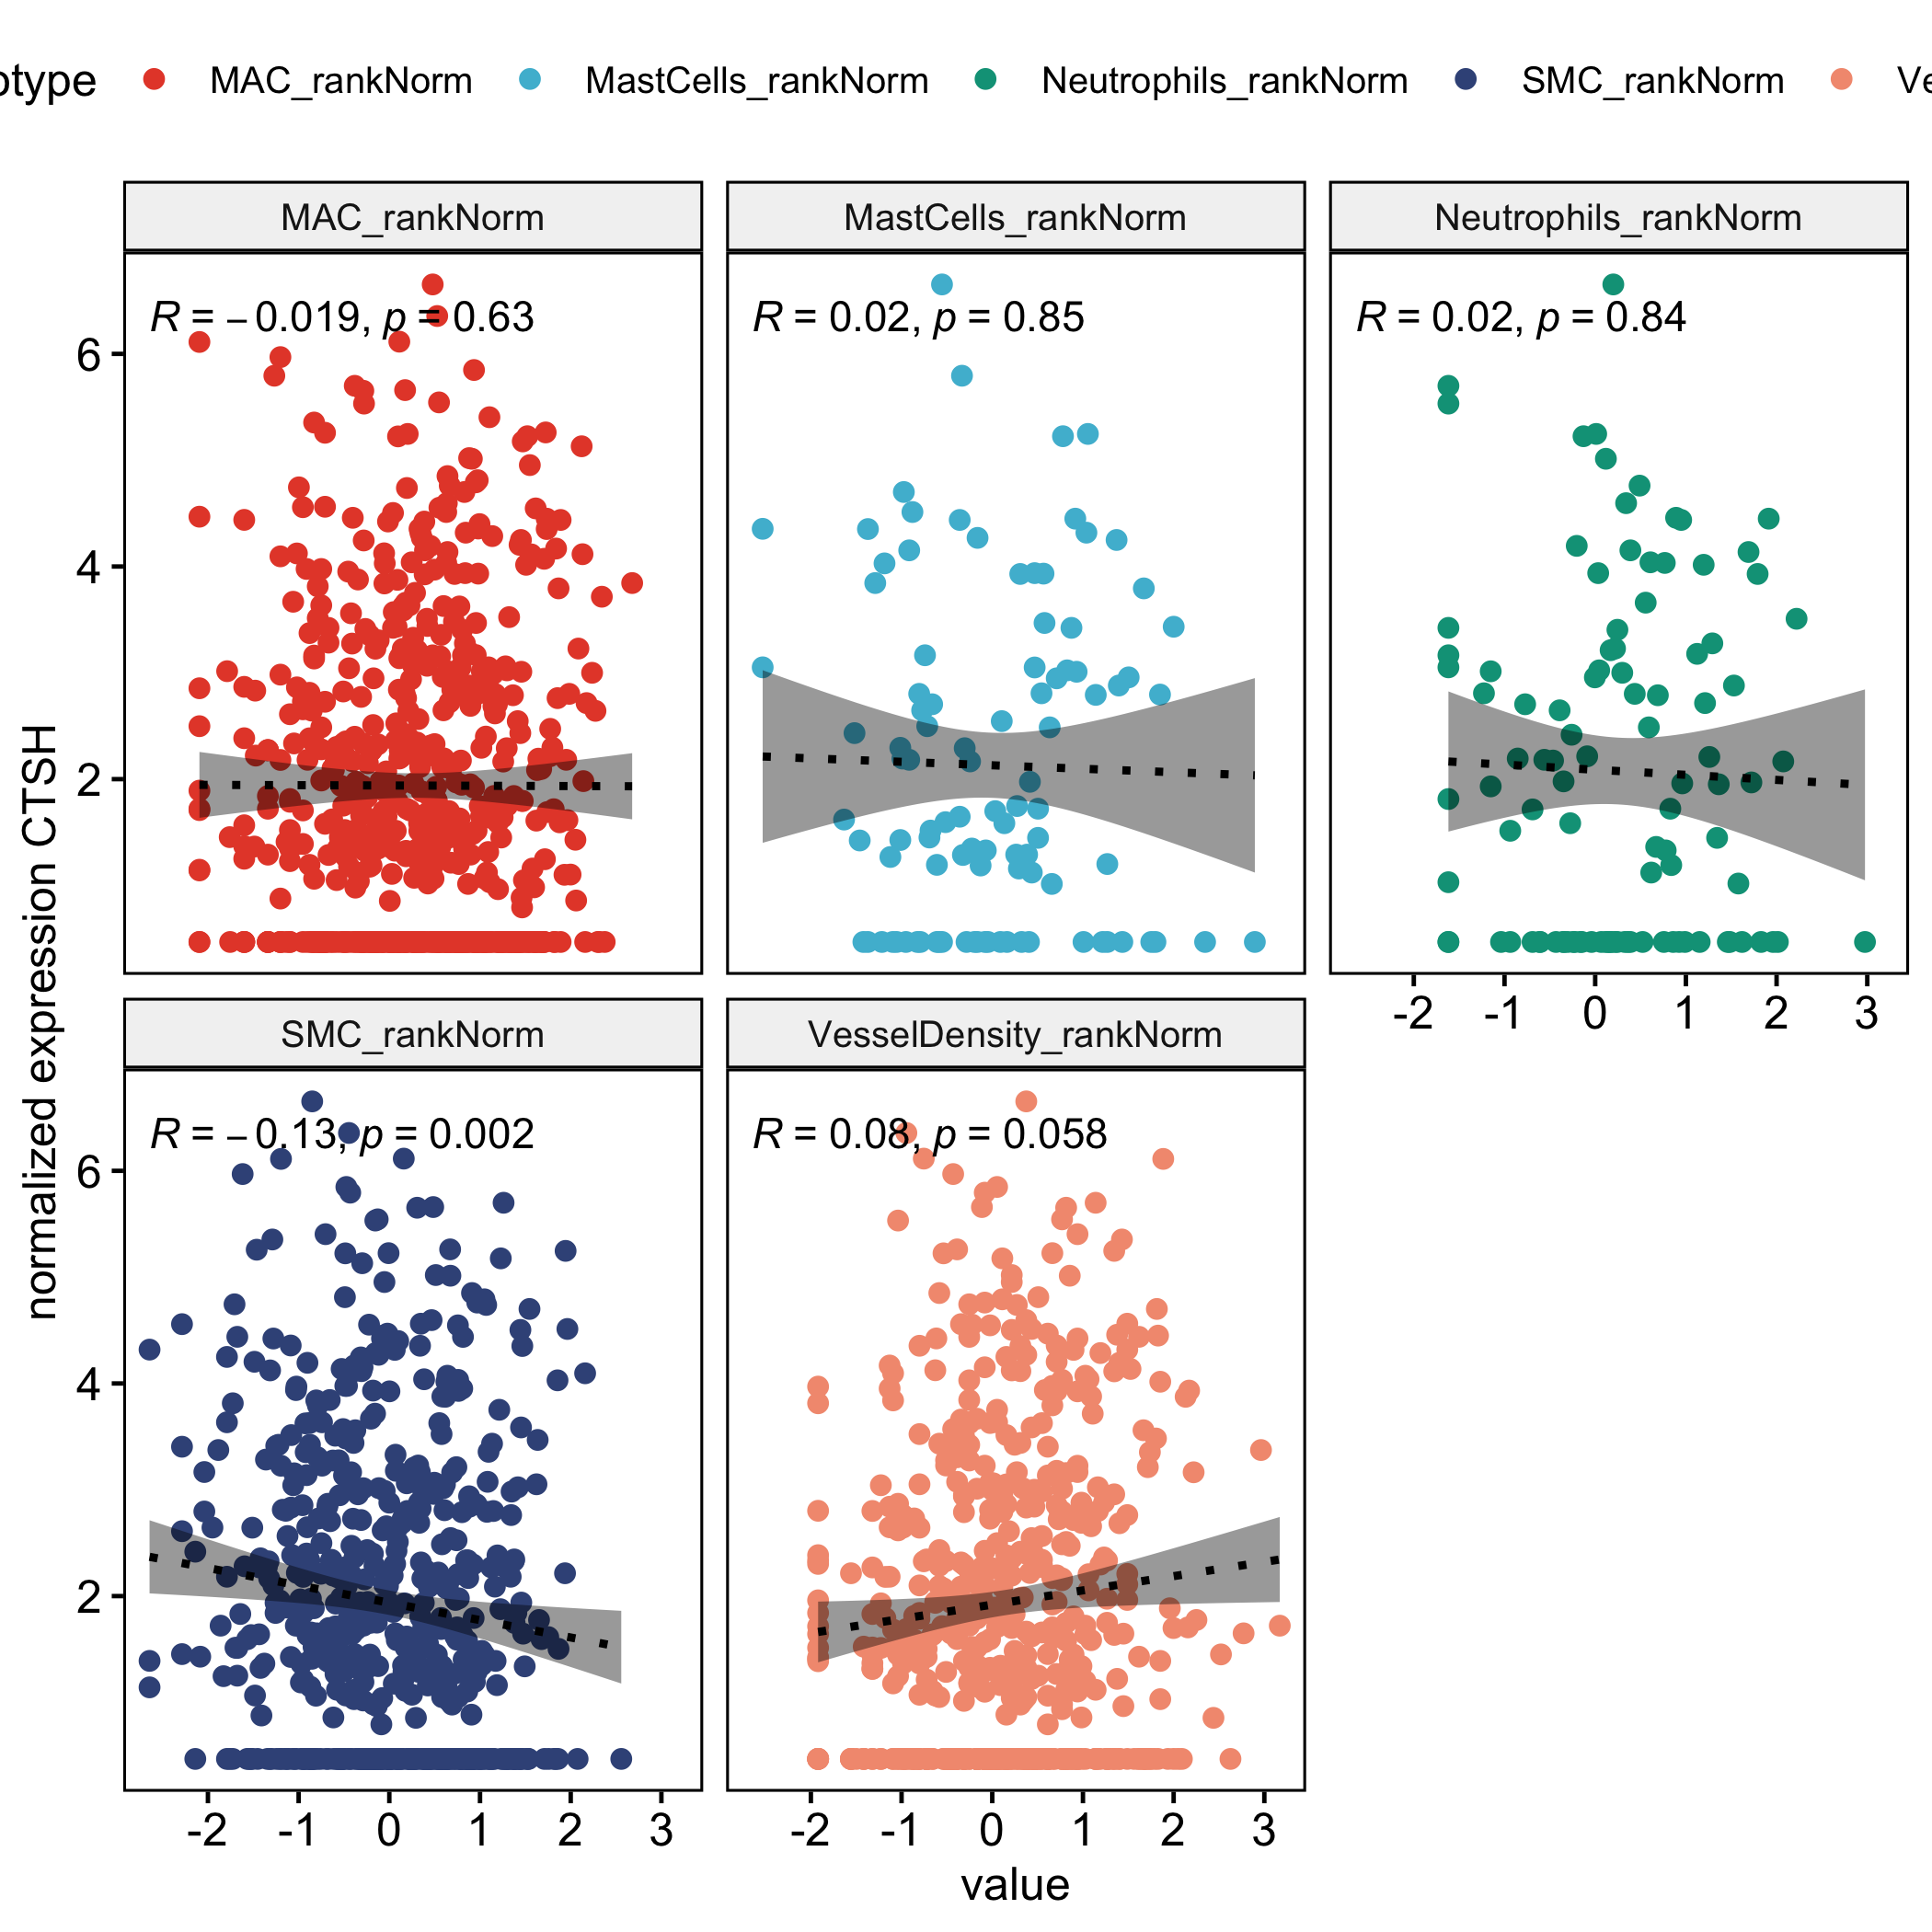 MAC_rankNorm MastCells_rankNorm Neutrophils_rankNorm SMC_rankNorm
MAC_rankNorm MastCells_rankNorm Neutrophils_rankNorm
R = −0.019, p = 0.63 R = 0.02, p = 0.85 R = 0.02, p = 0.84
6
4
2
-2 -1 0 1 2 3
SMC_rankNorm VesselDensity_rankNorm
R = −0.13, p = 0.002 R = 0.08, p = 0.058
6
4
2
-2 -1 0 1 2 3 -2 -1 0 1 2 3
value
normalized expression CTSH